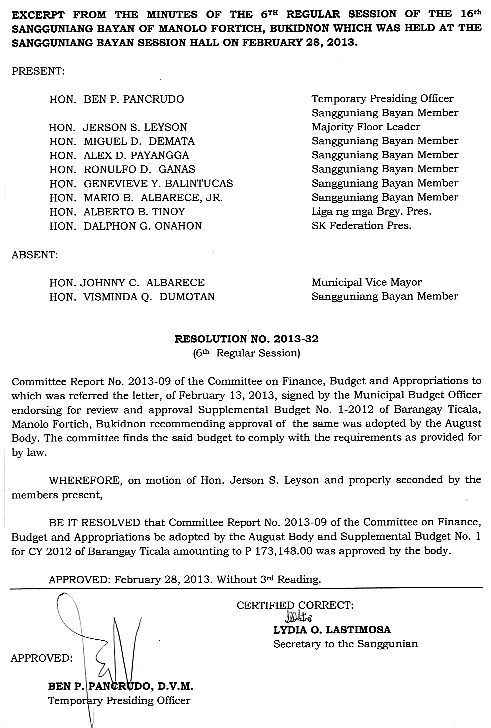 EXCERPT FROM THE MINUTES OF THE 6TH REGULAR SESSION OF THE 16th
SANGGUNIANG BAYAN OF MANOLO FORTICH, BUKIDNON WHICH WAS HELD AT THE
SANGGUNIANG BAYAN SESSION HALL ON FEBRUARY 28, 2013.
PRESENT:
HON. BEN P. PANCRUDO Temporary Presiding Officer
Sangguniang Bayan Member
HON. JERSON S. LEYSON Majority Floor Leader
HON. MIGUEL D. DEMATA Sangguniang Bayan Member
HON. ALEX D. PAYANGGA Sangguniang Bayan Member
HON. RONULFO D. GANAS Sangguniang Bayan Member
HON. GENEVIEVE Y. BALINTUCAS Sangguniang Bayan Member
HON. MARIO B. ALBARECE, JR. Sangguniang Bayan Member
HON. ALBERTO B. TINOY Liga ng mga Brgy. Pres.
HON. DALPHON G. ONAHON SK Federation Pres.
ABSENT:
HON. JOHNNY C. ALBARECE Municipal Vice Mayor
HON. VISMINDA Q. DUMOTAN Sangguniang Bayan Member
RESOLUTION NO. 2013-32
(6th Regular Session)
Committee Report No. 2013-09 of the Committee on Finance, Budget and Appropriations to
which was referred the letter, of February 13, 2013, signed by the Municipal Budget Officer
endorsing for review and approval Supplemental Budget No. 1-2012 of Barangay Ticala,
Manolo Fortich, Bukidnon recommending approval of the same was adopted by the August
Body. The committee finds the said budget to comply with the requirements as provided for
by law.
WHEREFORE, on motion of Hon. Jerson S. Leyson and properly seconded by the
members present,
BE IT RESOLVED that Committee Report No. 2013-09 of the Committee on Finance,
Budget and Appropriations be adopted by the August Body and Supplemental Budget No. 1
for CY 2012 of Barangay Ticala amounting to P 173,148.00 was approved by the body.
APPROVED: February 28, 2013. Without 3rd Reading.
CERTIFIED CORRECT:
LYDIA O. LASTIMOSA
Secretary to the Sanggunian
APPROVED:
BEN P. PANCRUDO, D.V.M.
Temporary Presiding Officer